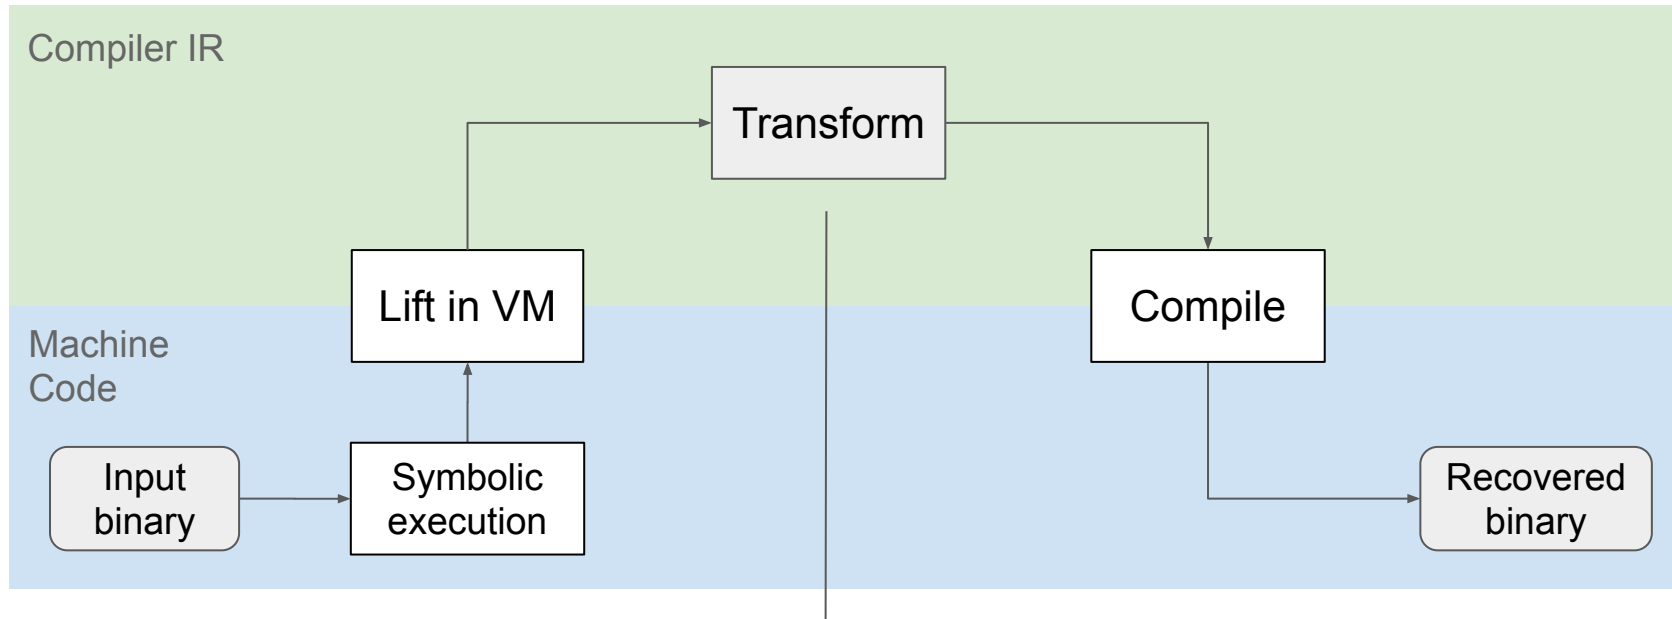 Compiler IR
Transform
Lift in VM
Compile
Machine
Code
Input
binary
Symbolic
execution
Recovered
binary